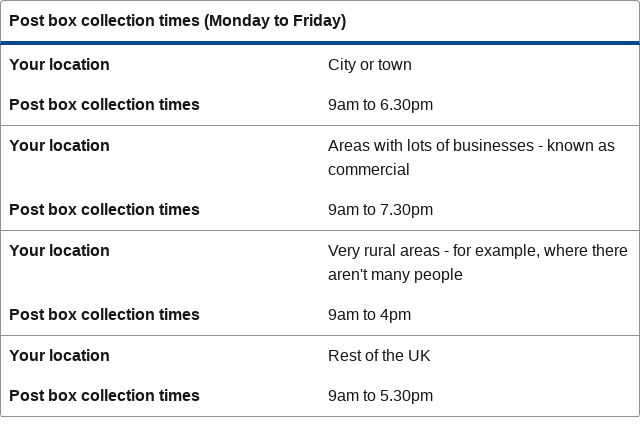 Post box collection times (Monday to Friday)
Your location City or town
Post box collection times 9am to 6.30pm
Your location Areas with lots of businesses - known as
commercial
Post box collection times 9am to 7.30pm
Your location Very rural areas - for example, where there
aren't many people
Post box collection times 9am to 4pm
Your location Rest of the UK
Post box collection times 9am to 5.30pm